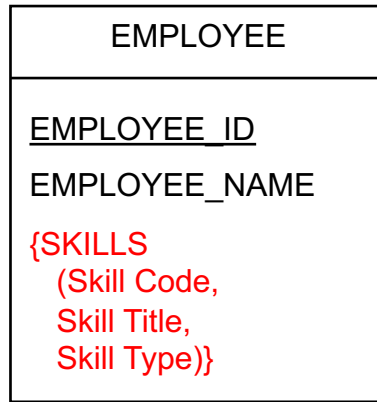 EMPLOYEE
EMPLOYEE_ID
EMPLOYEE_NAME
{SKILLS
(Skill Code,
Skill Title,
Skill Type)}